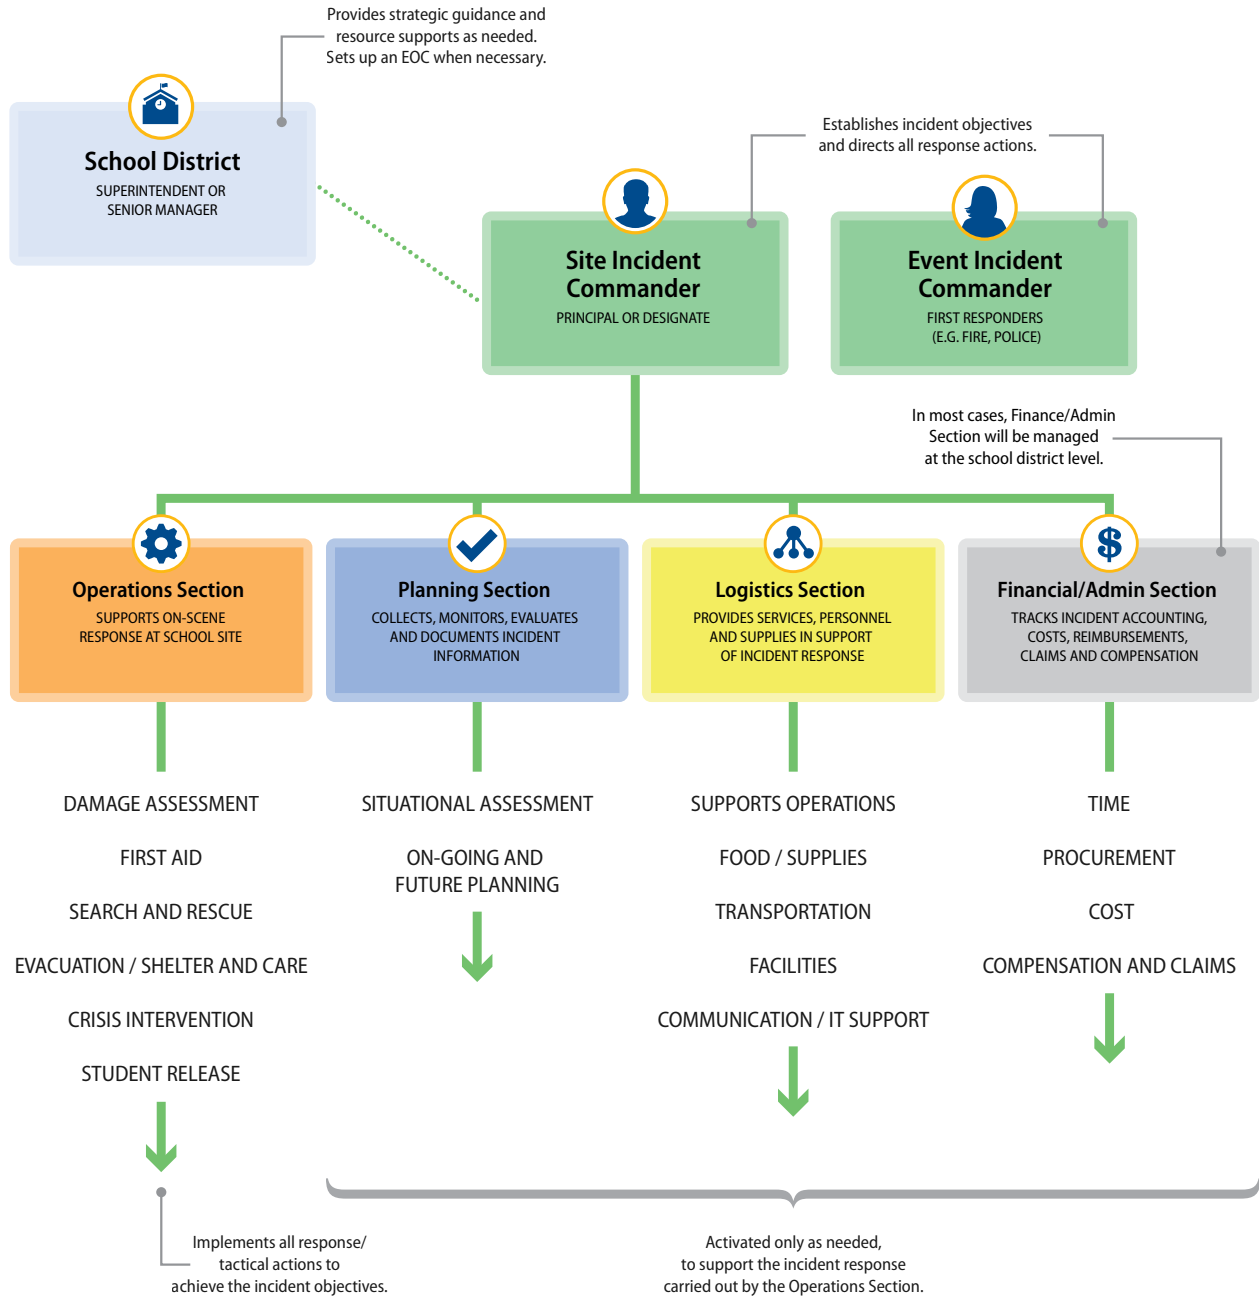 Provides strategic guidance and
resource supports as needed.
Sets up an EOC when necessary.
School District
SUPERINTENDENT OR
SENIOR MANAGER
Establishes incident objectives
and directs all response actions.
Site Incident
Commander
PRINCIPAL OR DESIGNATE
Event Incident
Commander
FIRST RESPONDERS
(E.G. FIRE, POLICE)
In most cases, Finance/Admin
Section will be managed
at the school district level.
Operations Section
SUPPORTS ON-SCENE
RESPONSE AT SCHOOL SITE
Planning Section
COLLECTS, MONITORS, EVALUATES
AND DOCUMENTS INCIDENT
INFORMATION
Logistics Section
PROVIDES SERVICES, PERSONNEL
AND SUPPLIES IN SUPPORT
OF INCIDENT RESPONSE
$
Financial/Admin Section
TRACKS INCIDENT ACCOUNTING,
COSTS, REIMBURSEMENTS,
CLAIMS AND COMPENSATION
DAMAGE ASSESSMENT
FIRST AID
SEARCH AND RESCUE
EVACUATION / SHELTER AND CARE
CRISIS INTERVENTION
STUDENT RELEASE
SITUATIONAL ASSESSMENT
ON-GOING AND
FUTURE PLANNING
SUPPORTS OPERATIONS
FOOD / SUPPLIES
TRANSPORTATION
FACILITIES
COMMUNICATION / IT SUPPORT
TIME
PROCUREMENT
COST
COMPENSATION AND CLAIMS
Implements all response/
tactical actions to
achieve the incident objectives.
Activated only as needed,
to support the incident response
carried out by the Operations Section.